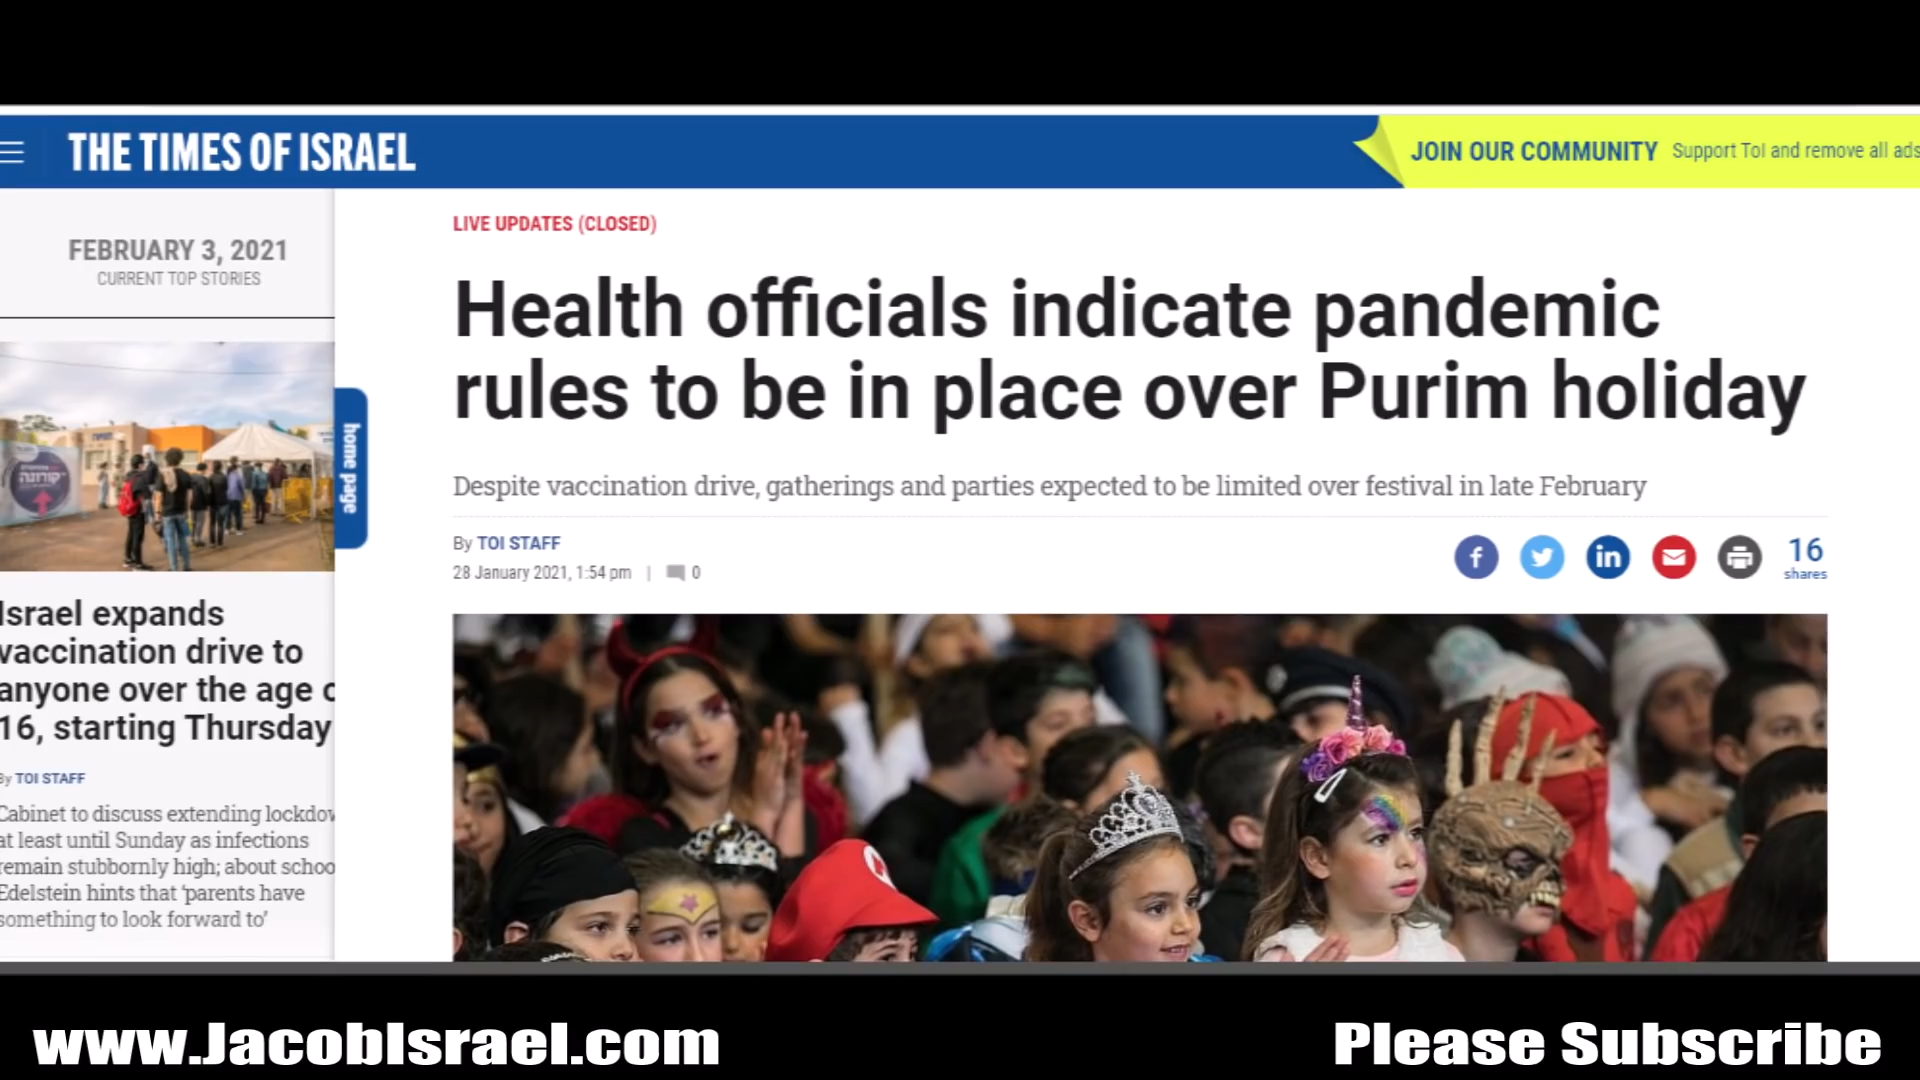 THE TIMES OF ISRAEL
JOIN OUR COMMUNITY Support ToI and remove all ads
FEBRUARY 3, 2021
CURRENT TOP STORIES
קורונה
home page
Israel expands
vaccination drive to
anyone over the age o
16, starting Thursday
By TOI STAFF
Cabinet to discuss extending lockdow
at least until Sunday as infections
remain stubbornly high; about schoo
Edelstein hints that ‘parents have
something to look forward to’
LIVE UPDATES (CLOSED)
Health officials indicate pandemic
rules to be in place over Purim holiday
Despite vaccination drive, gatherings and parties expected to be limited over festival in late February
By TOI STAFF
28 January 2021, 1:54 pm | 0
16
shares
www.JacobIsrael.com
Please Subscribe